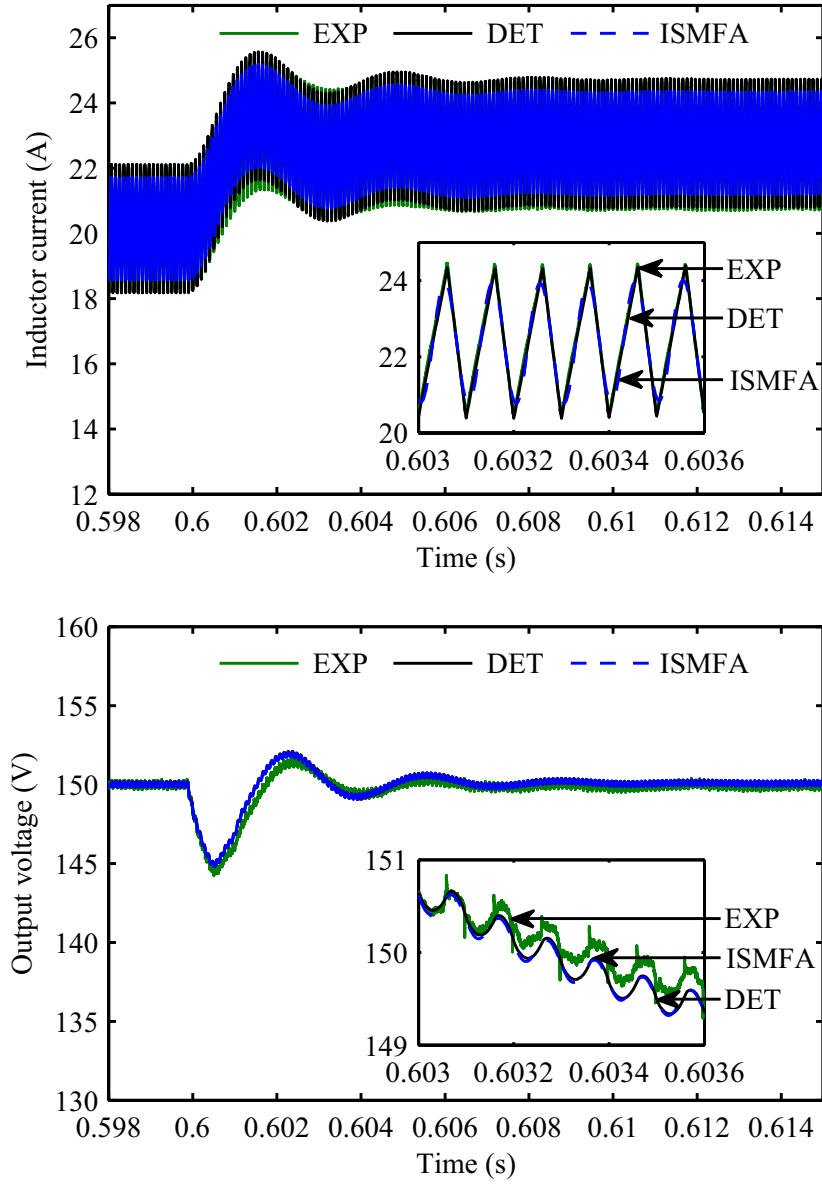 EXP DET ISMFA
26
24
22
20
18
16
14
12
Inductor current (A)
24
22
20
EXP
DET
ISMFA
0.603 0.6032 0.6034 0.6036
0.598 0.6 0.602 0.604 0.606 0.608 0.61 0.612 0.614
Time (s)
EXP DET ISMFA
160
155
150
145
140
135
130
Output voltage (V)
151
150
149
EXP
ISMFA
DET
0.603 0.6032 0.6034 0.6036
0.598 0.6 0.602 0.604 0.606 0.608 0.61 0.612 0.614
Time (s)